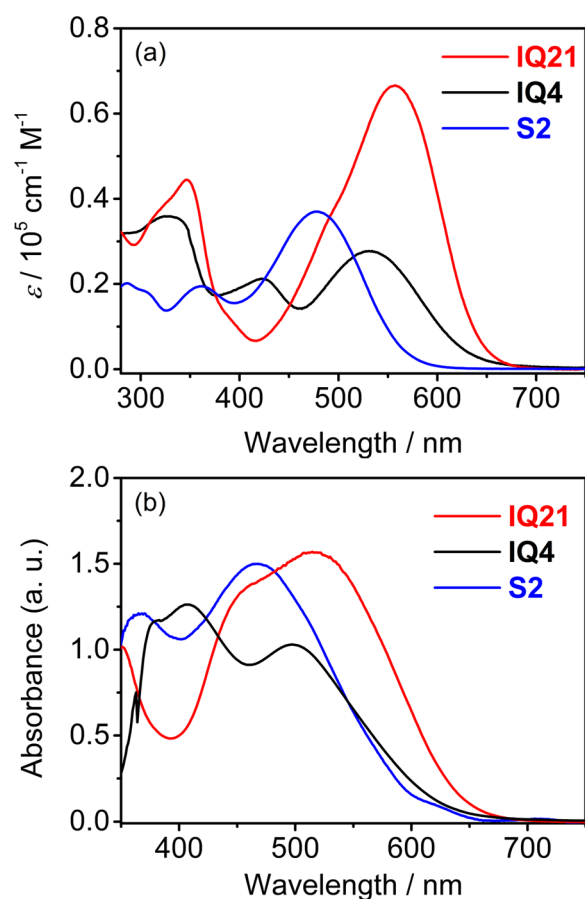 (a)
IQ21
IQ4
S2
0.8
0.6
0.4
0.2
0.0
ε / 10⁵ cm⁻¹ M⁻¹
300 400 500 600 700
Wavelength / nm
(b)
IQ21
IQ4
S2
2.0
1.5
1.0
0.5
0.0
Absorbance (a. u.)
400 500 600 700
Wavelength / nm